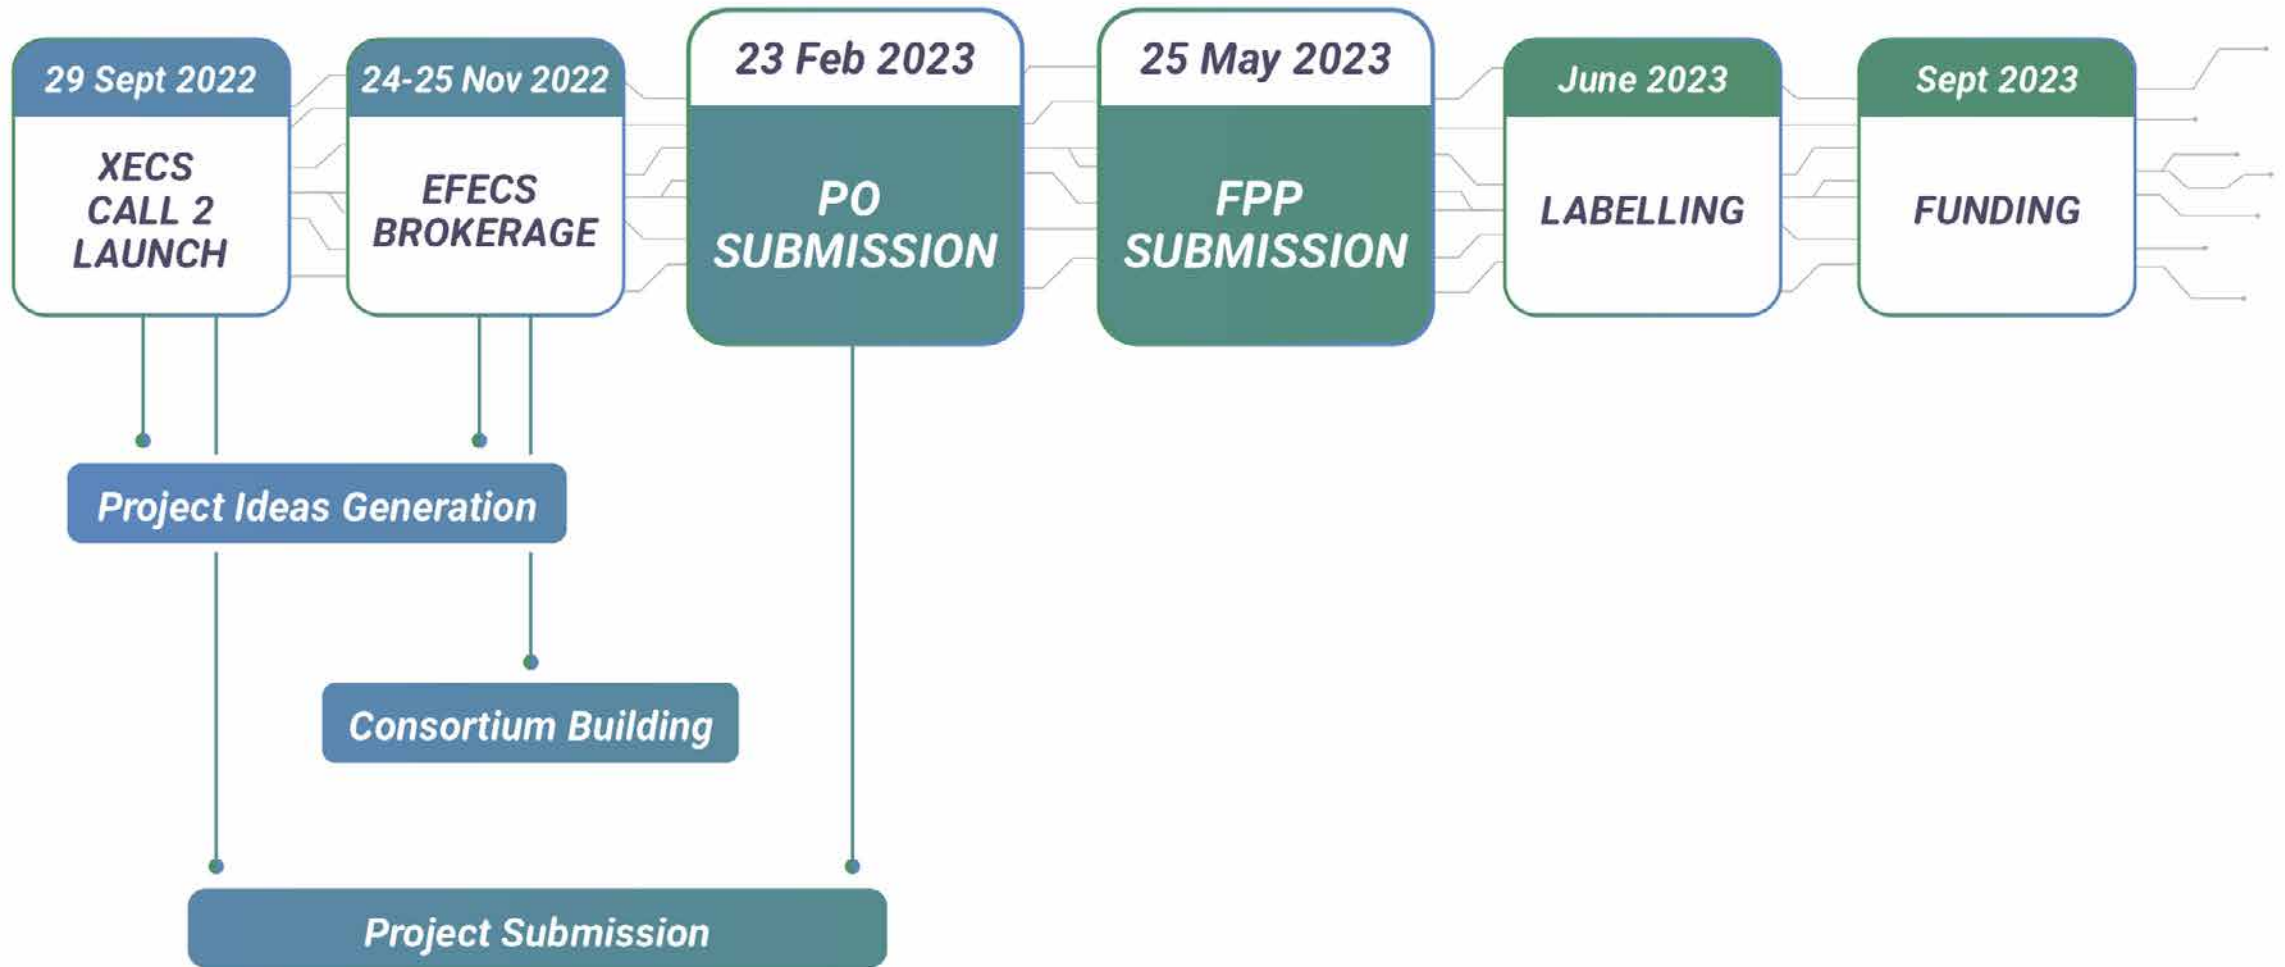 29 Sept 2022
XECS
CALL 2
LAUNCH
24-25 Nov 2022
EFECS
BROKERAGE
23 Feb 2023
PO
SUBMISSION
25 May 2023
FPP
SUBMISSION
June 2023
LABELLING
Sept 2023
FUNDING
Project Ideas Generation
Consortium Building
Project Submission